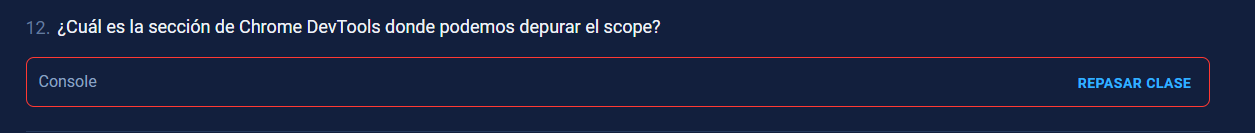 12. ¿Cuál es la sección de Chrome DevTools donde podemos depurar el scope?
Console
REPASAR CLASE